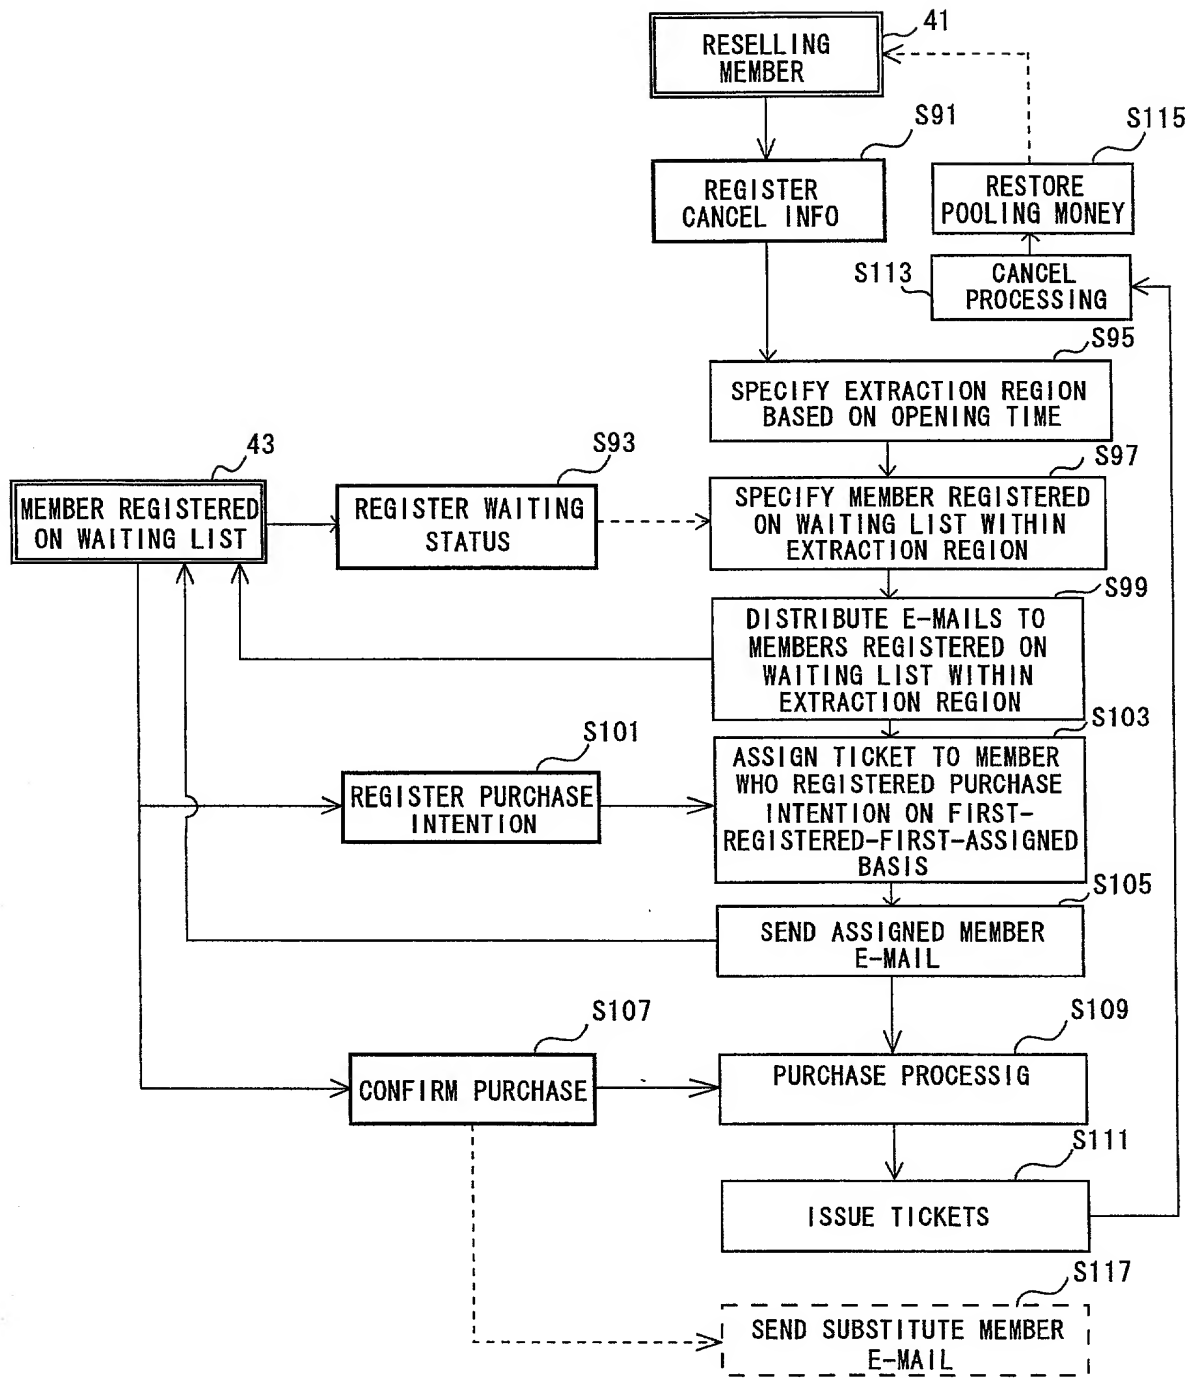 41
RESELLING
MEMBER
S91
REGISTER
CANCEL INFO
S115
RESTORE
POOLING MONEY
S113
CANCEL
PROCESSING
S95
SPECIFY EXTRACTION REGION
BASED ON OPENING TIME
43
MEMBER REGISTERED
ON WAITING LIST
S93
REGISTER WAITING
STATUS
S97
SPECIFY MEMBER REGISTERED
ON WAITING LIST WITHIN
EXTRACTION REGION
S99
DISTRIBUTE E-MAILS TO
MEMBERS REGISTERED ON
WAITING LIST WITHIN
EXTRACTION REGION
S101
REGISTER PURCHASE
INTENTION
S103
ASSIGN TICKET TO MEMBER
WHO REGISTERED PURCHASE
INTENTION ON FIRST-
REGISTERED-FIRST-ASSIGNED
BASIS
S105
SEND ASSIGNED MEMBER
E-MAIL
S107
CONFIRM PURCHASE
S109
PURCHASE PROCESSIG
S111
ISSUE TICKETS
S117
SEND SUBSTITUTE MEMBER
E-MAIL